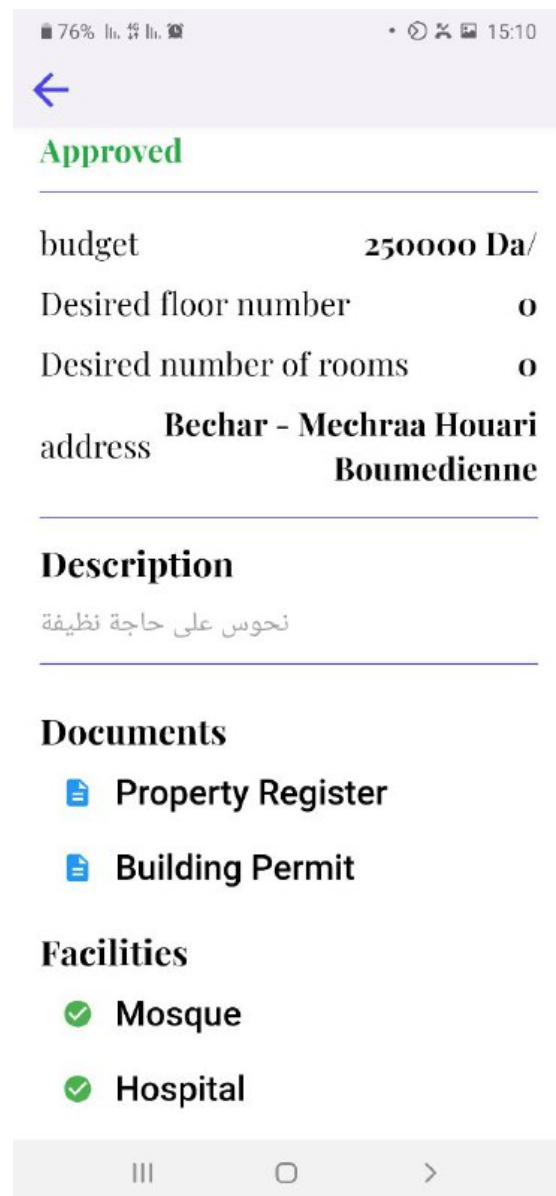 76%
15:10
Approved
budget 250000 Da/
Desired floor number 0
Desired number of rooms 0
address Bechar - Mechraa Houari
Boumedienne
Description
نحوس على حاجة نظيفة
Documents
Property Register
Building Permit
Facilities
Mosque
Hospital